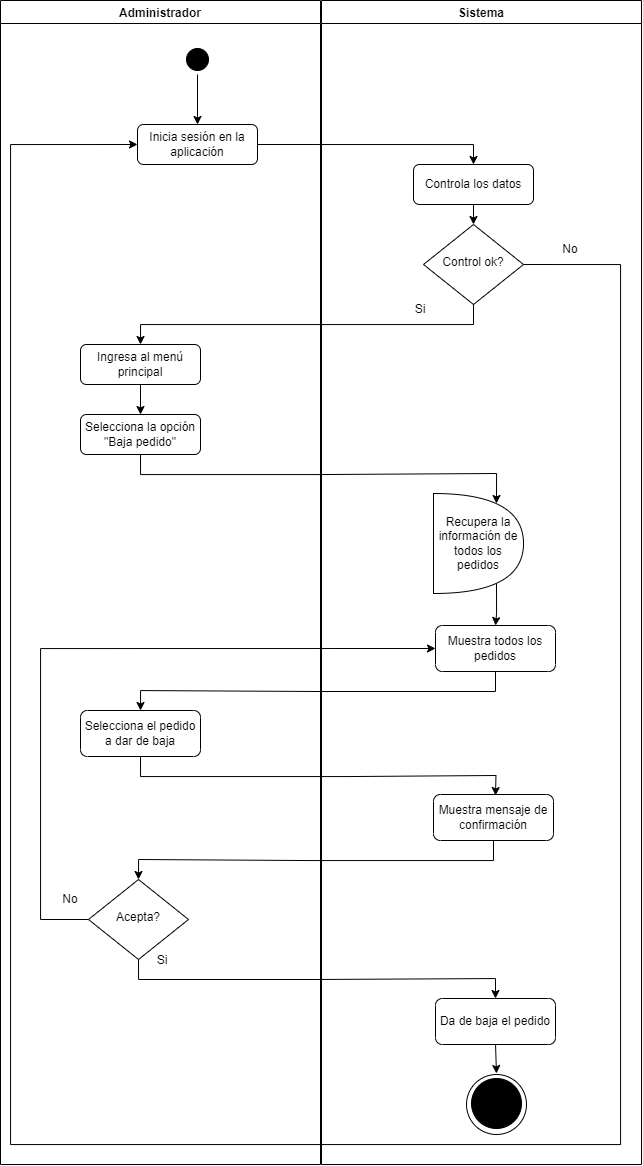 Administrador
Sistema
Inicia sesión en la
aplicación
Controla los datos
Control ok?
No
Si
Ingresa al menú
principal
Selecciona la opción
"Baja pedido"
Recupera la
información de
todos los
pedidos
Muestra todos los
pedidos
Selecciona el pedido
a dar de baja
Muestra mensaje de
confirmación
Acepta?
No
Si
Da de baja el pedido